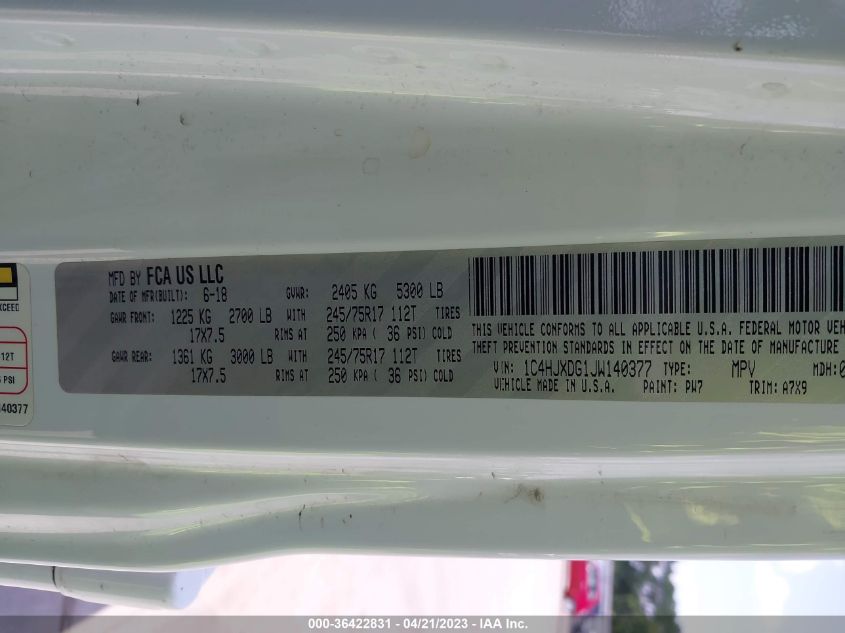 XCEED
12T
PSI
40377
MFD BY FCA US LLC
DATE OF MFR(BUILT): 6-18 GVWR: 2405 KG 5300 LB
GAWR FRONT: 1225 KG 2700 LB WITH 245/75R17 112T TIRES
17X7.5 RIMS AT 250 KPA ( 36 PSI) COLD
GAWR REAR: 1361 KG 3000 LB WITH 245/75R17 112T TIRES
17X7.5 RIMS AT 250 KPA ( 36 PSI) COLD
THIS VEHICLE CONFORMS TO ALL APPLICABLE U.S.A. FEDERAL MOTOR VEH
THEFT PREVENTION STANDARDS IN EFFECT ON THE DATE OF MANUFACTURE
VIN: 1C4HJXDG1JW140377 TYPE: MPV MDH:0
VEHICLE MADE IN U.S.A. PAINT: PW7 TRIM: A7X9
000-36422831 - 04/21/2023 - IAA Inc.